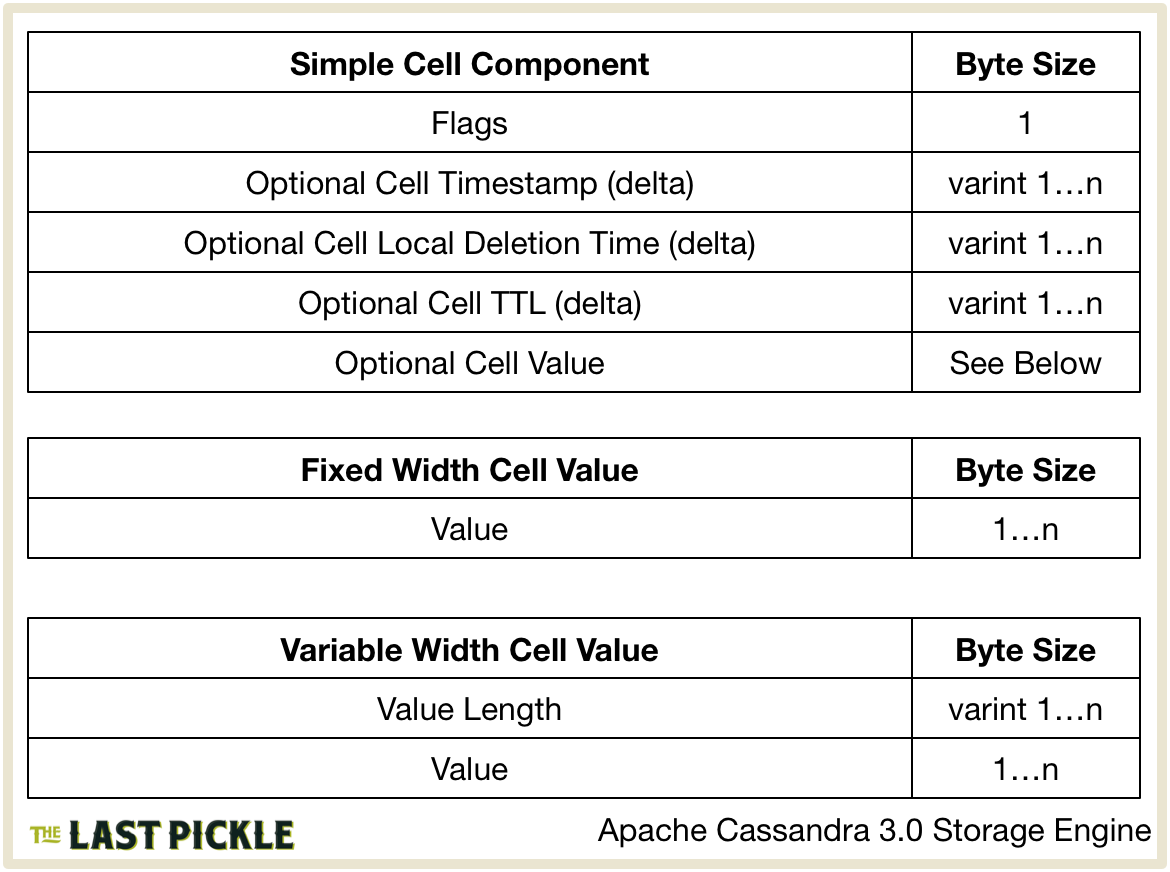 Simple Cell Component Byte Size
Flags 1
Optional Cell Timestamp (delta) varint 1…n
Optional Cell Local Deletion Time (delta) varint 1…n
Optional Cell TTL (delta) varint 1…n
Optional Cell Value See Below
Fixed Width Cell Value Byte Size
Value 1…n
Variable Width Cell Value Byte Size
Value Length varint 1…n
Value 1…n
THE LAST PICKLE Apache Cassandra 3.0 Storage Engine